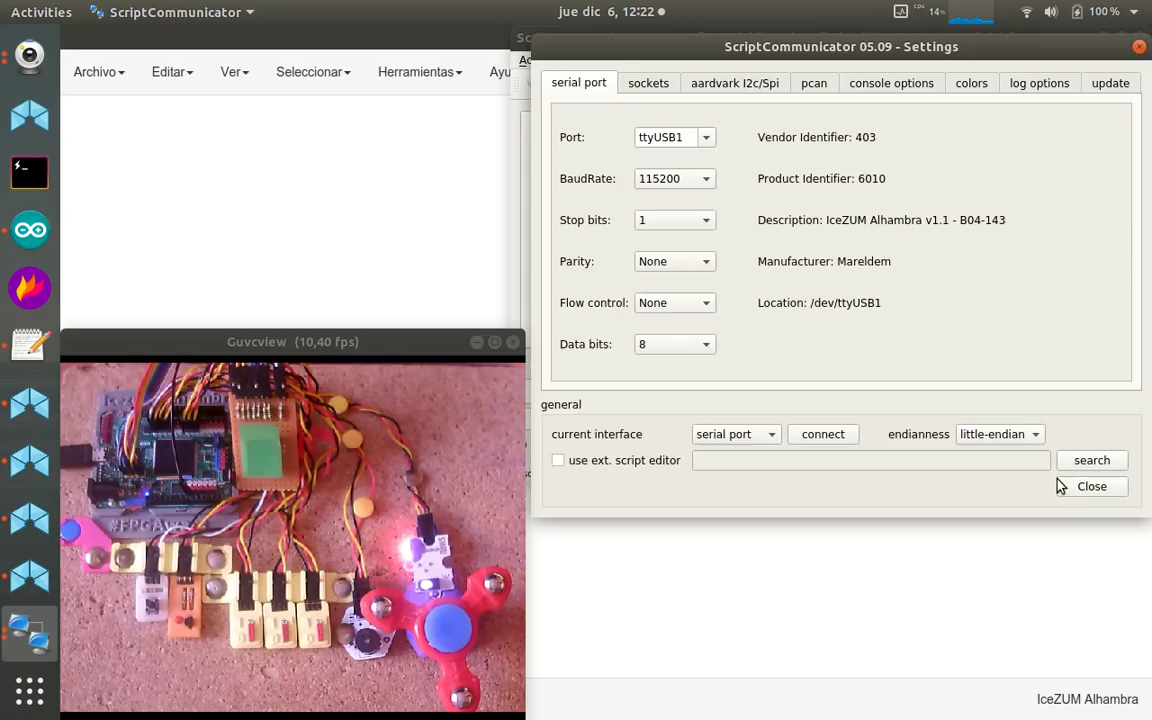 Activities ScriptCommunicator jue dic 6, 12:22 cpu 14% 100 %
Sc
ScriptCommunicator 05.09 - Settings
Archivo Editar Ver Seleccionar Herramientas Ayu
serial port sockets aardvark I2c/Spi pcan console options colors log options update
Port: ttyUSB1 Vendor Identifier: 403
BaudRate: 115200 Product Identifier: 6010
Stop bits: 1 Description: IceZUM Alhambra v1.1 - B04-143
Parity: None Manufacturer: Mareldem
Flow control: None Location: /dev/ttyUSB1
Data bits: 8
Guvcview (10,40 fps)
general
current interface serial port connect endianness little-endian
use ext. script editor search
Close
#FPGAwa
IceZUM Alhambra